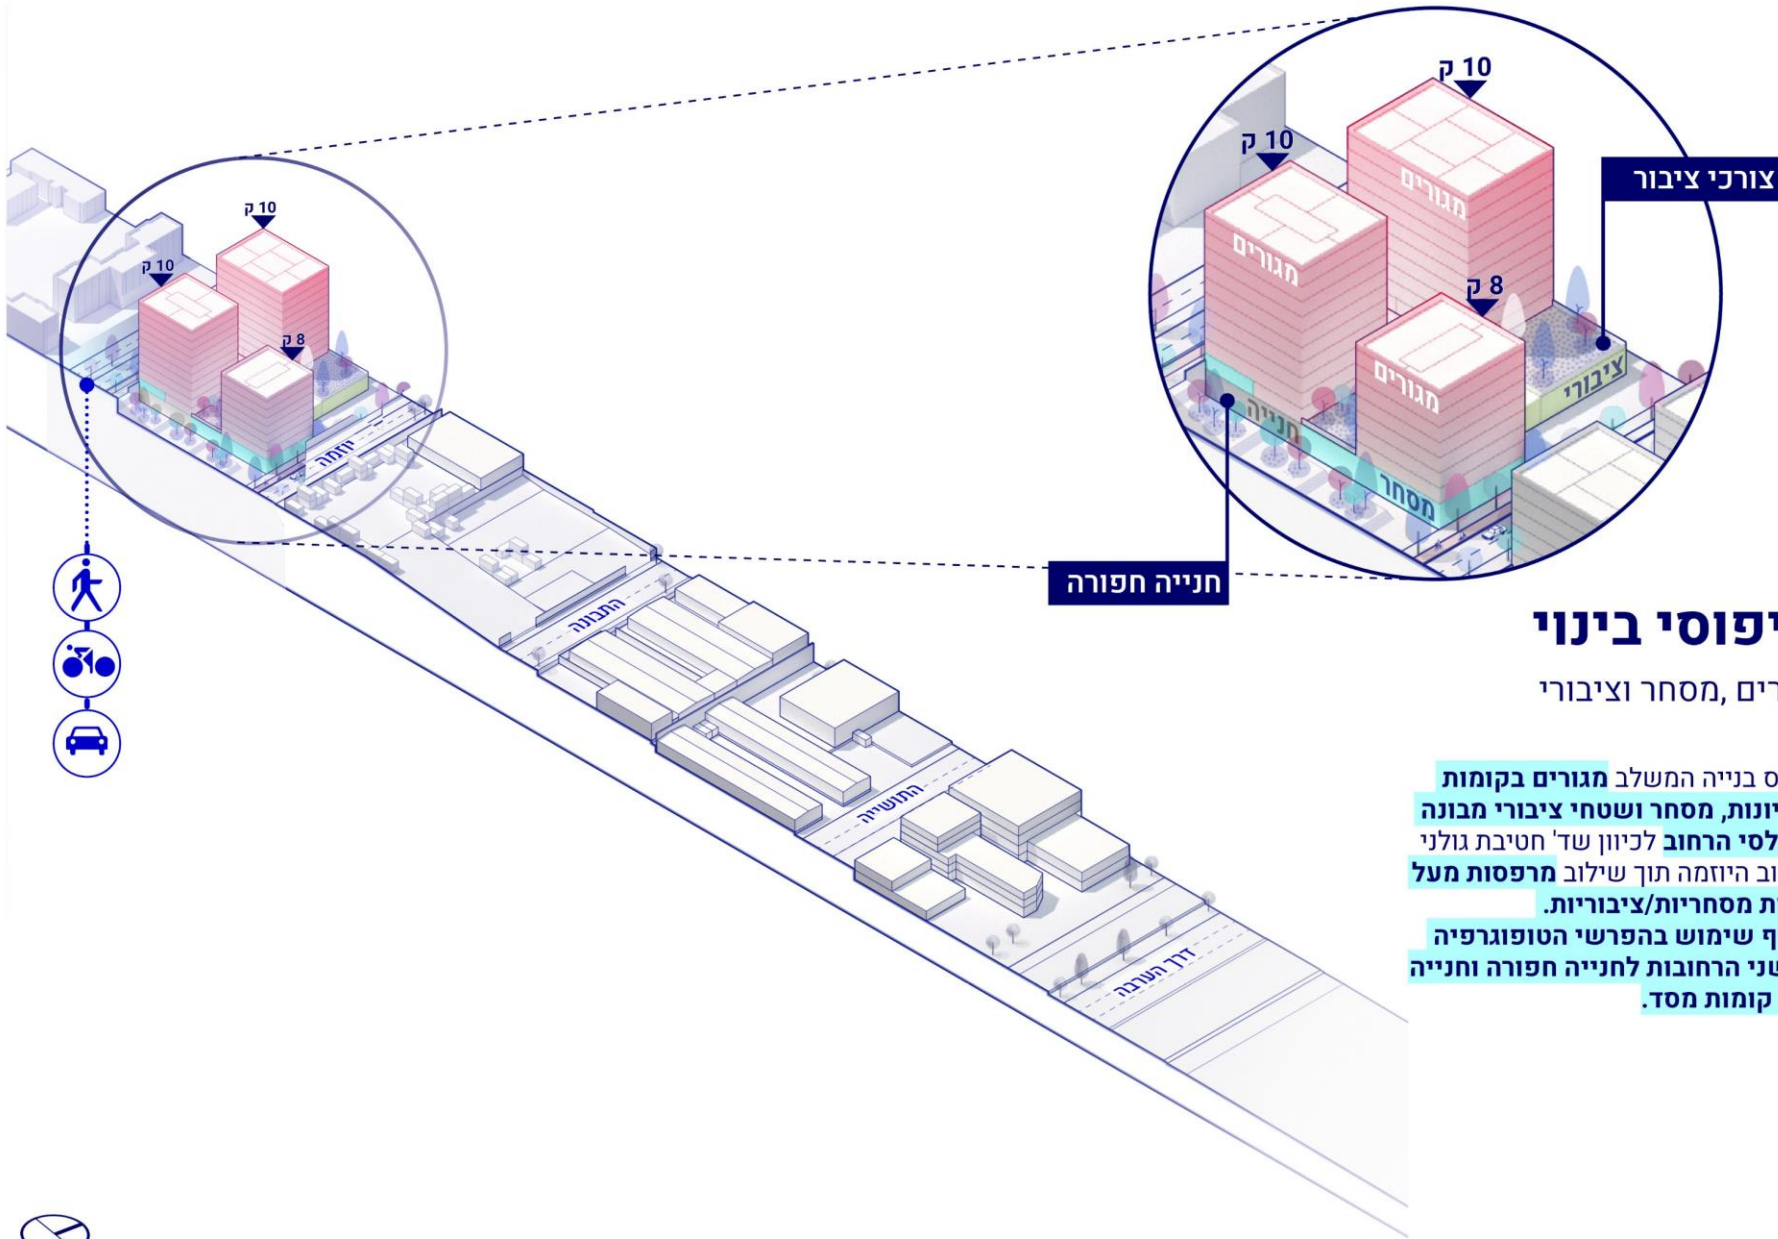 10 ק
10 ק
צורכי ציבור
מגורים
מגורים
8 ק
מגורים
ציבורי
חנייה
מסחר
חנייה חפורה
10 ק
10 ק
8 ק
יוזמה
התבונה
התושייה
דרך הערבה
יפוסי בינוי
רים ,מסחר וציבורי
ס בנייה המשלב מגורים בקומות
יונות, מסחר ושטחי ציבורי מבונה
לסי הרחוב לכיוון שד' חטיבת גולני
וב היוזמה תוך שילוב מרפסות מעל
ת מסחריות/ציבוריות.
ף שימוש בהפרשי הטופוגרפיה
שני הרחובות לחנייה חפורה וחנייה
קומות מסד.